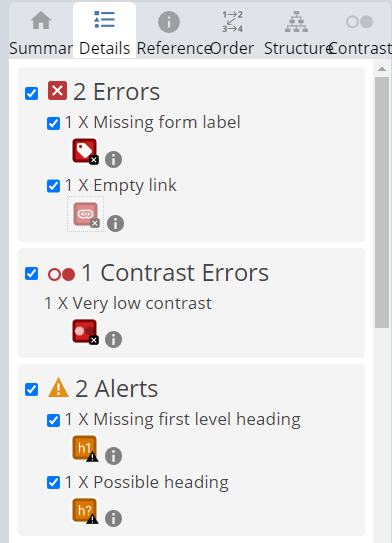 Summar Details Reference Order Structure Contrast
2 Errors
1 X Missing form label
1 X Empty link
1 Contrast Errors
1 X Very low contrast
2 Alerts
1 X Missing first level heading
h1
1 X Possible heading
h?